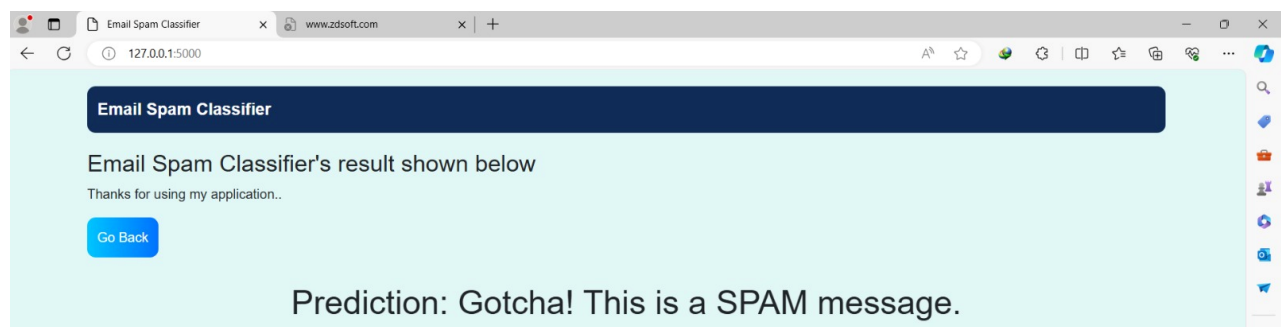 Email Spam Classifier www.zdsoft.com
127.0.0.1:5000
Email Spam Classifier
Email Spam Classifier's result shown below
Thanks for using my application..
Go Back
Prediction: Gotcha! This is a SPAM message.